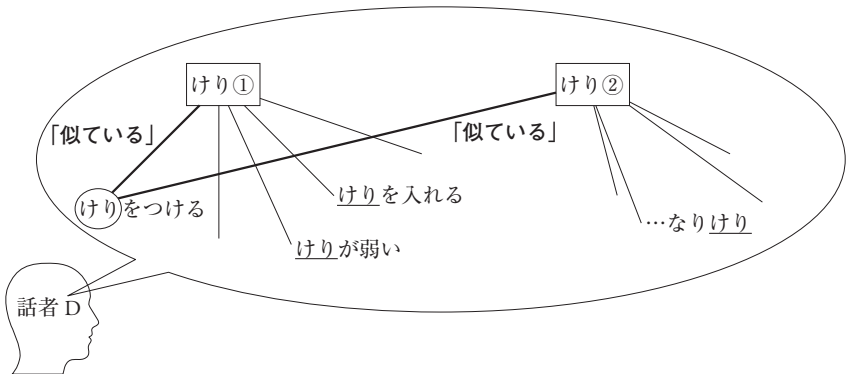 けり①
けり②
「似ている」
「似ている」
けりをつける
けりを入れる
けりが弱い
…なりけり
話者 D